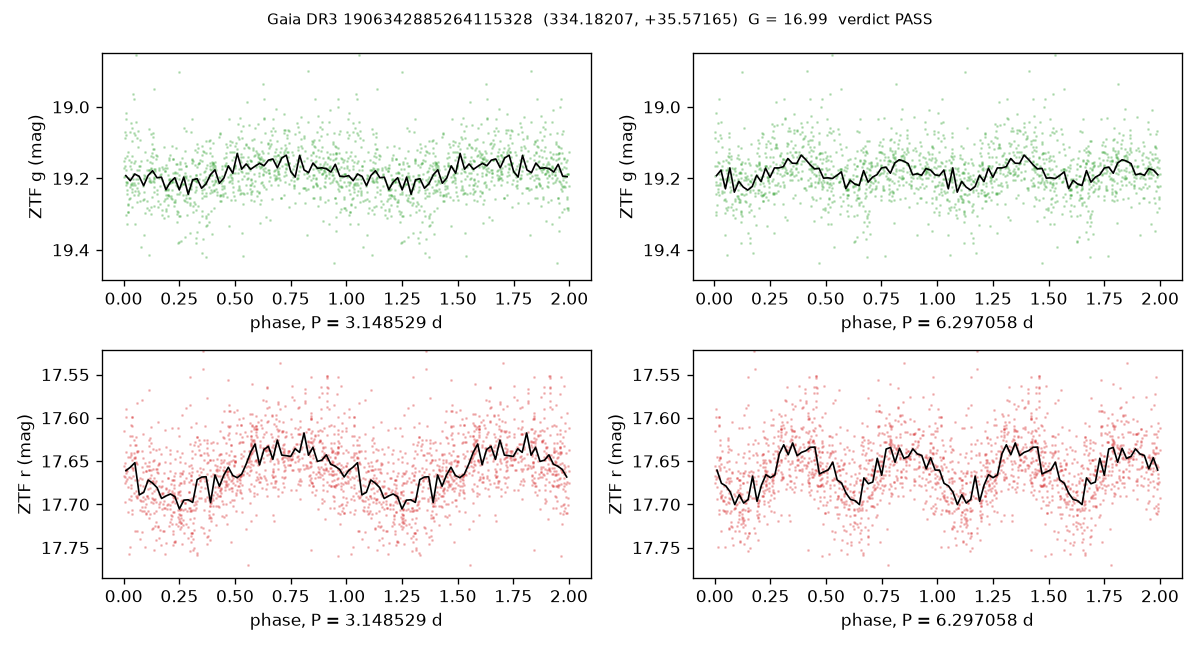 Gaia DR3 1906342885264115328  (334.18207, +35.57165)  G = 16.99  verdict PASS
ZTF g (mag)
19.0
19.2
19.4
0.00 0.25 0.50 0.75 1.00 1.25 1.50 1.75 2.00
phase, P = 3.148529 d
ZTF g (mag)
19.0
19.2
19.4
0.00 0.25 0.50 0.75 1.00 1.25 1.50 1.75 2.00
phase, P = 6.297058 d
ZTF r (mag)
17.55
17.60
17.65
17.70
17.75
0.00 0.25 0.50 0.75 1.00 1.25 1.50 1.75 2.00
phase, P = 3.148529 d
ZTF r (mag)
17.55
17.60
17.65
17.70
17.75
0.00 0.25 0.50 0.75 1.00 1.25 1.50 1.75 2.00
phase, P = 6.297058 d